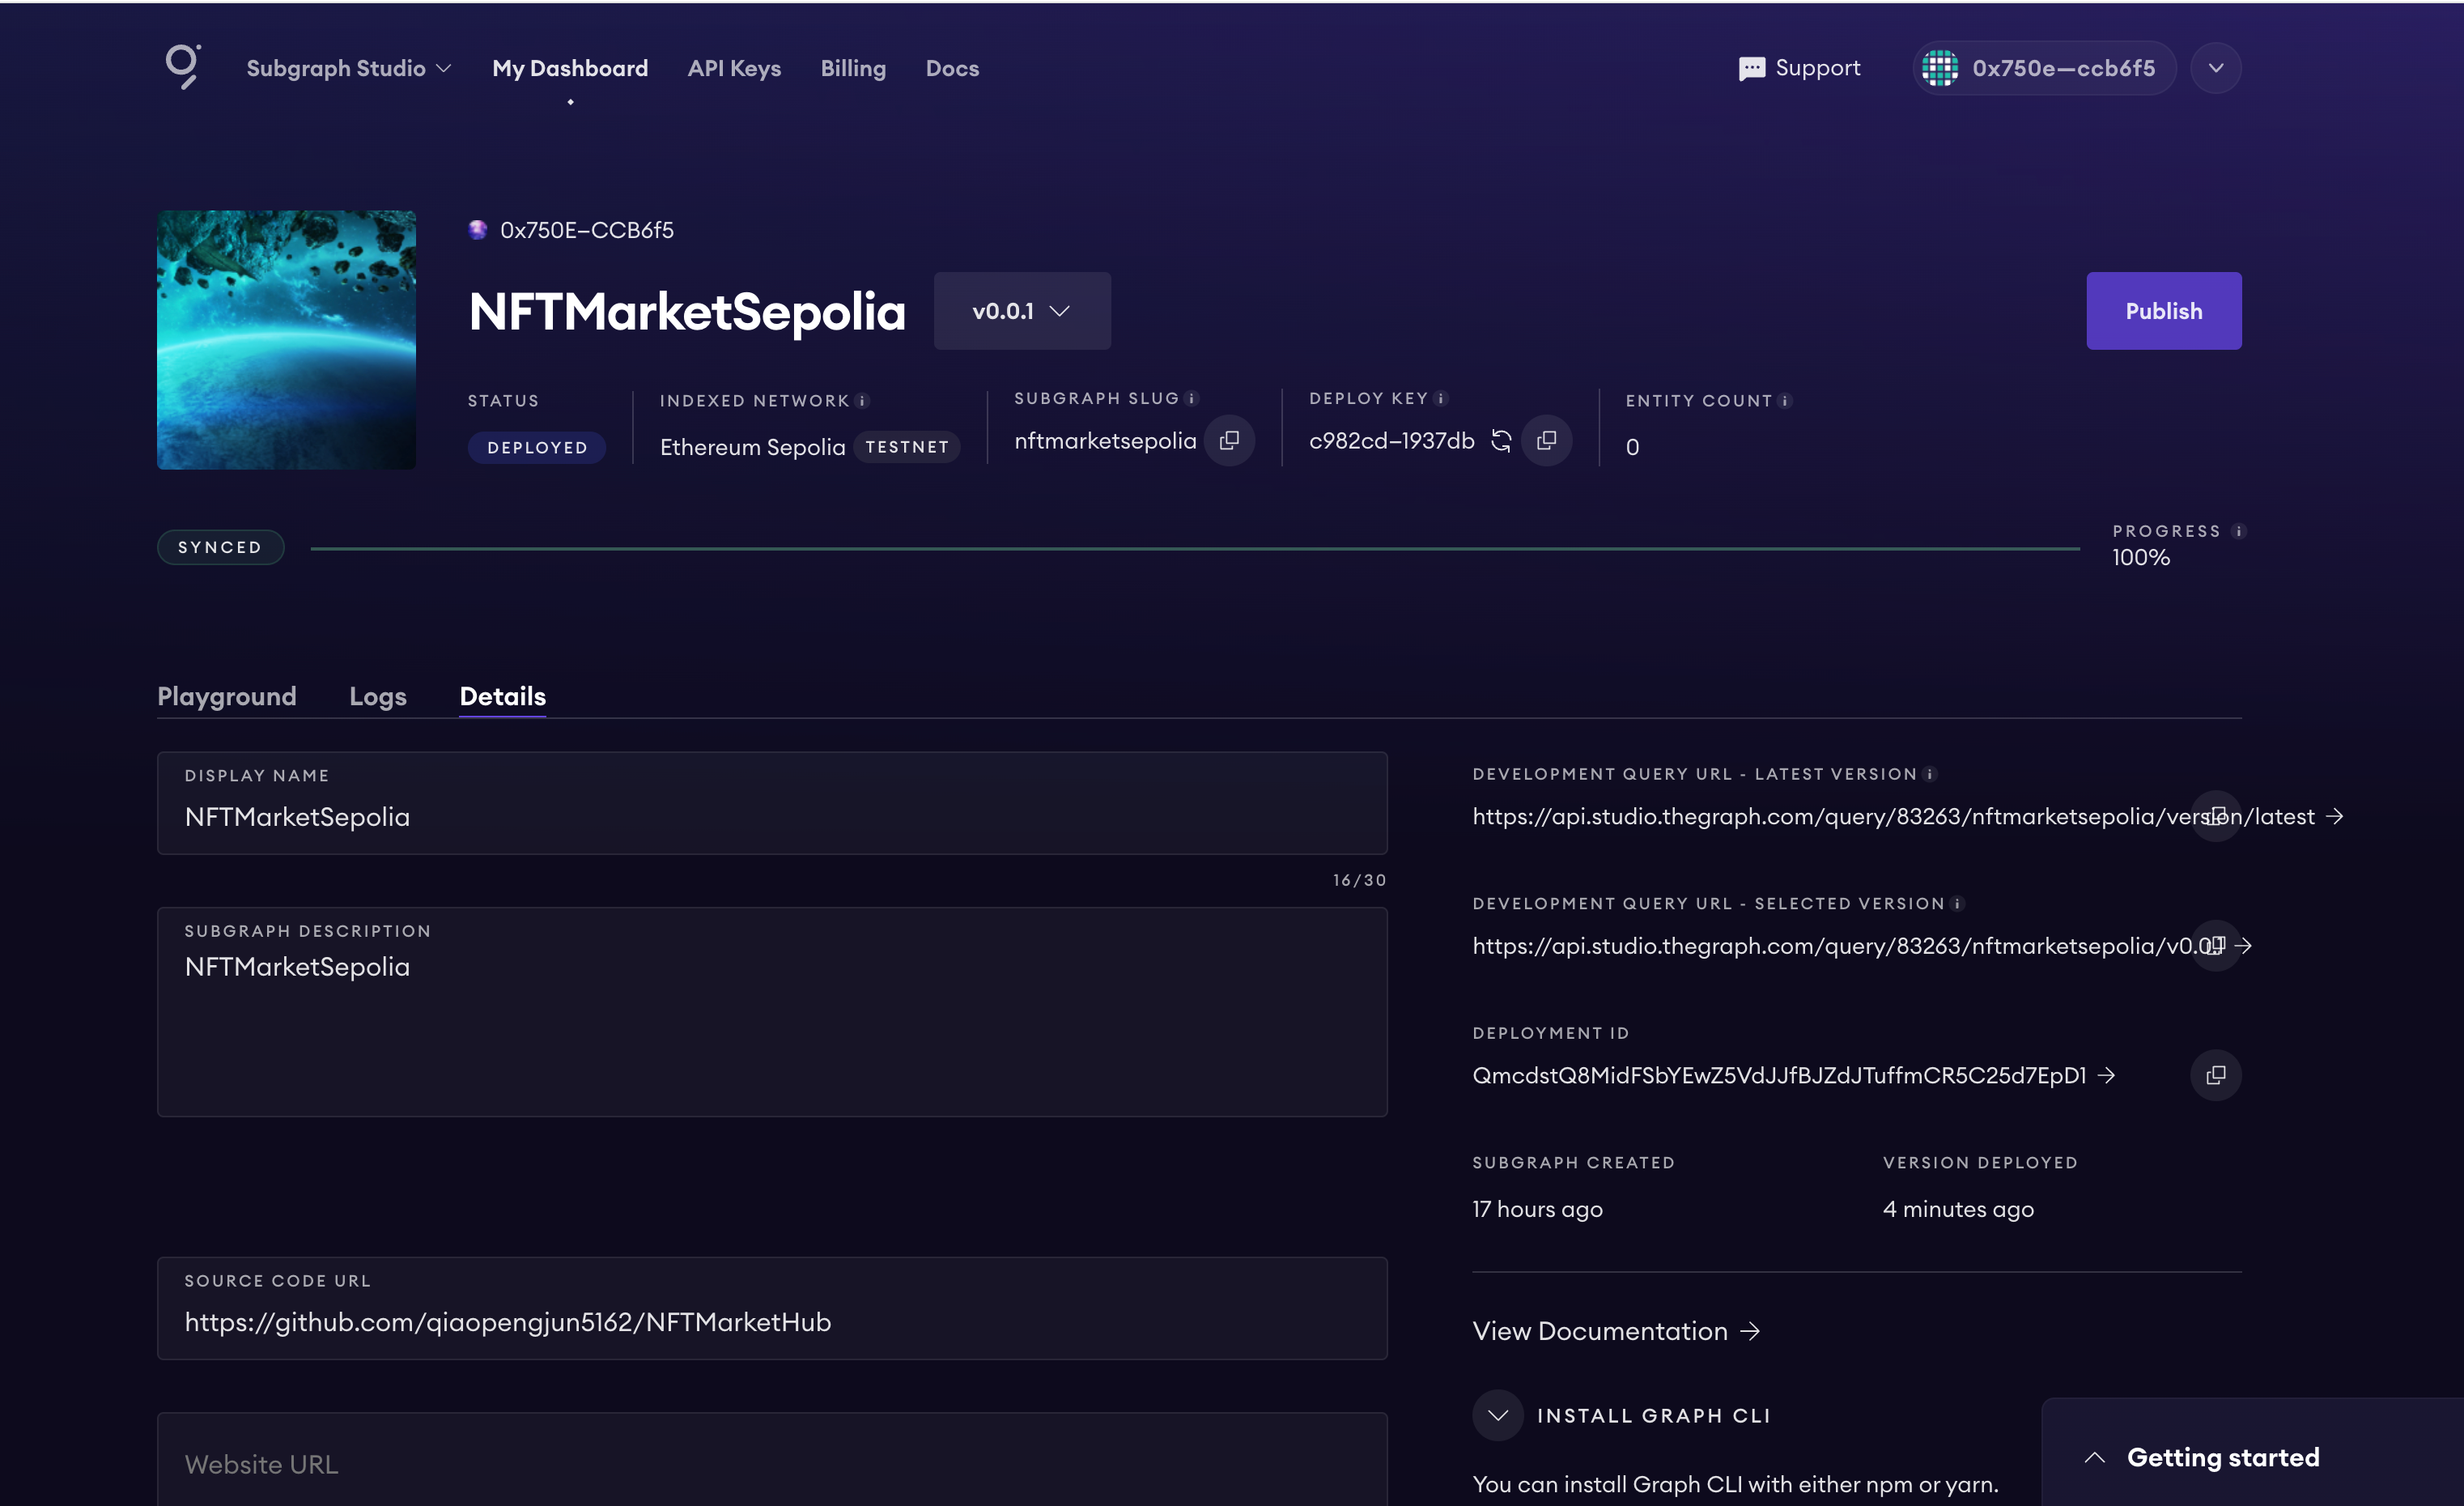 Subgraph Studio
My Dashboard
API Keys
Billing
Docs
Support
0x750e—ccb6f5
0x750E—CCB6f5
NFTMarketSepolia
v0.0.1
Publish
STATUS
DEPLOYED
INDEXED NETWORK
Ethereum Sepolia TESTNET
SUBGRAPH SLUG
nftmarketsepolia
DEPLOY KEY
c982cd—1937db
ENTITY COUNT
0
SYNCED
PROGRESS
100%
Playground
Logs
Details
DISPLAY NAME
NFTMarketSepolia
16/30
SUBGRAPH DESCRIPTION
NFTMarketSepolia
SOURCE CODE URL
https://github.com/qiaopengjun5162/NFTMarketHub
Website URL
DEVELOPMENT QUERY URL - LATEST VERSION
https://api.studio.thegraph.com/query/83263/nftmarketsepolia/version/latest →
DEVELOPMENT QUERY URL - SELECTED VERSION
https://api.studio.thegraph.com/query/83263/nftmarketsepolia/v0.0.1 →
DEPLOYMENT ID
QmcdstQ8MidFSbYEwZ5VdJJfBJZdJTuffmCR5C25d7EpD1 →
SUBGRAPH CREATED
17 hours ago
VERSION DEPLOYED
4 minutes ago
View Documentation →
INSTALL GRAPH CLI
You can install Graph CLI with either npm or yarn.
Getting started